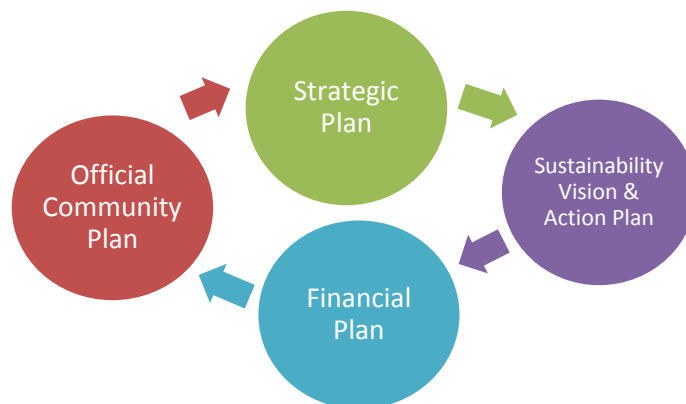 Strategic
Plan
Official
Community
Plan
Sustainability
Vision &
Action Plan
Financial
Plan